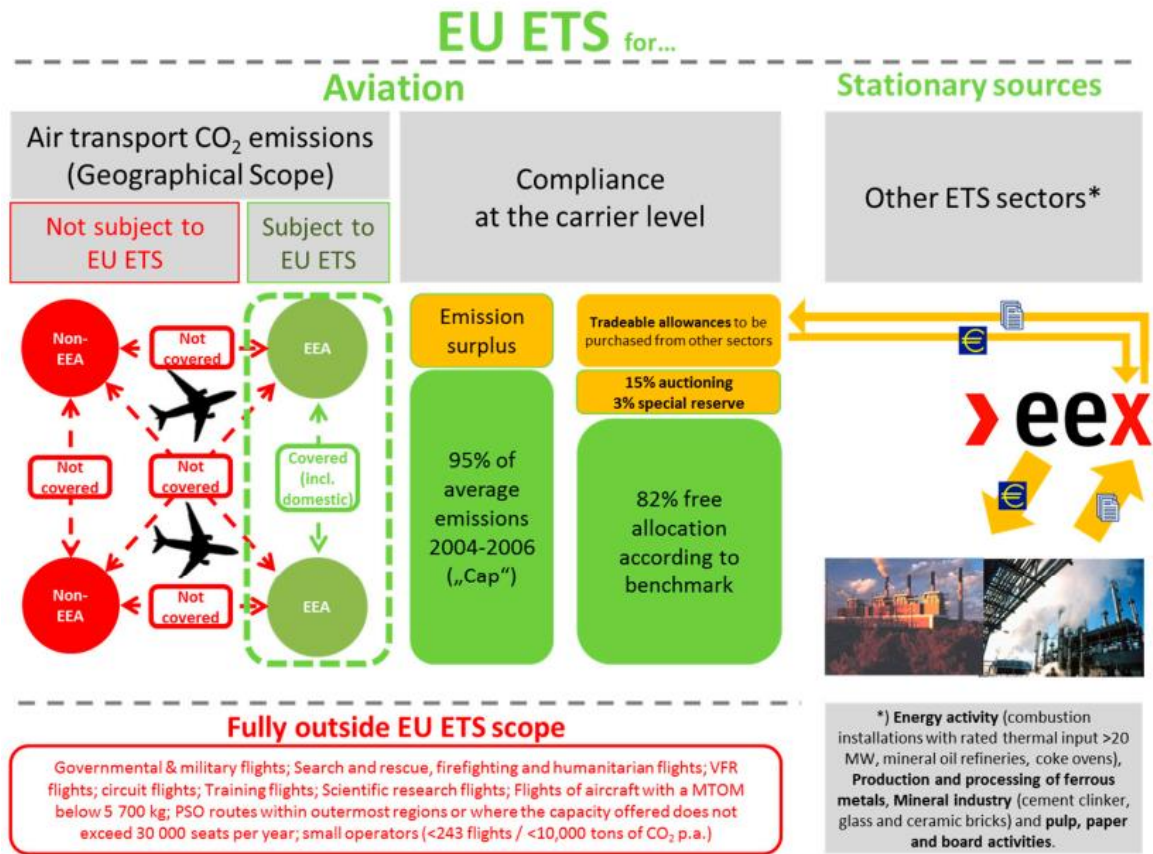 EU ETS for...
Aviation
Stationary sources
Air transport CO₂ emissions
(Geographical Scope)
Not subject to
EU ETS
Subject to
EU ETS
Compliance
at the carrier level
Other ETS sectors*
Non-
EEA
Not
covered
EEA
Not
covered
Not
covered
Covered
(incl.
domestic)
Non-
EEA
Not
covered
EEA
Emission
surplus
95% of
average
emissions
2004-2006
(„Cap“)
Tradeable allowances to be
purchased from other sectors
15% auctioning
3% special reserve
82% free
allocation
according to
benchmark
€
eex
€
Fully outside EU ETS scope
Governmental & military flights; Search and rescue, firefighting and humanitarian flights; VFR
flights; circuit flights; Training flights; Scientific research flights; Flights of aircraft with a MTOM
below 5 700 kg; PSO routes within outermost regions or where the capacity offered does not
exceed 30 000 seats per year; small operators (<243 flights / <10,000 tons of CO₂ p.a.)
*) Energy activity (combustion
installations with rated thermal input >20
MW, mineral oil refineries, coke ovens),
Production and processing of ferrous
metals, Mineral industry (cement clinker,
glass and ceramic bricks) and pulp, paper
and board activities.